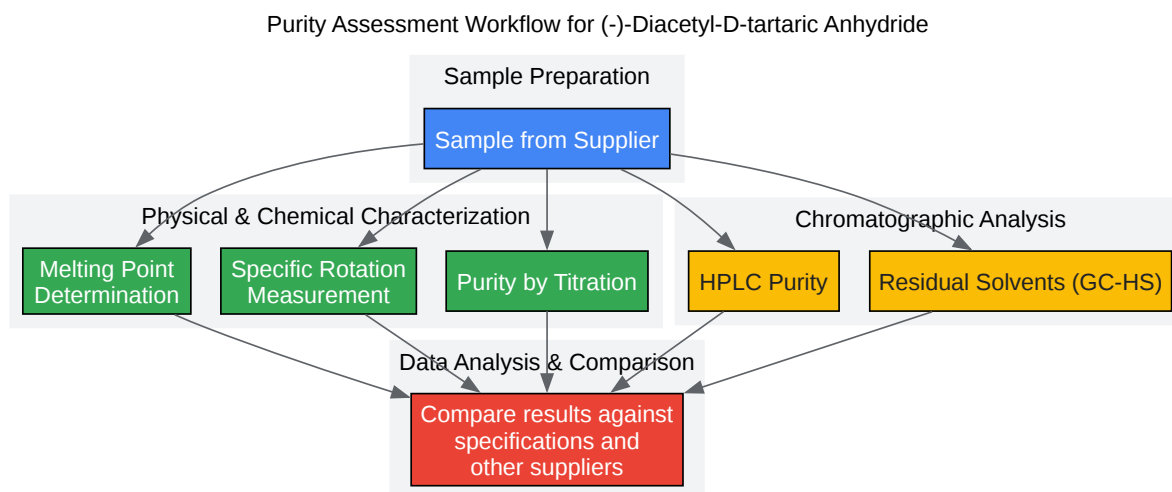 Purity Assessment Workflow for (-)-Diacetyl-D-tartaric Anhydride
Sample Preparation
Sample from Supplier
Physical & Chemical Characterization
Chromatographic Analysis
Melting Point
Determination
Specific Rotation
Measurement
Purity by Titration
HPLC Purity
Residual Solvents (GC-HS)
Data Analysis & Comparison
Compare results against
specifications and
other suppliers